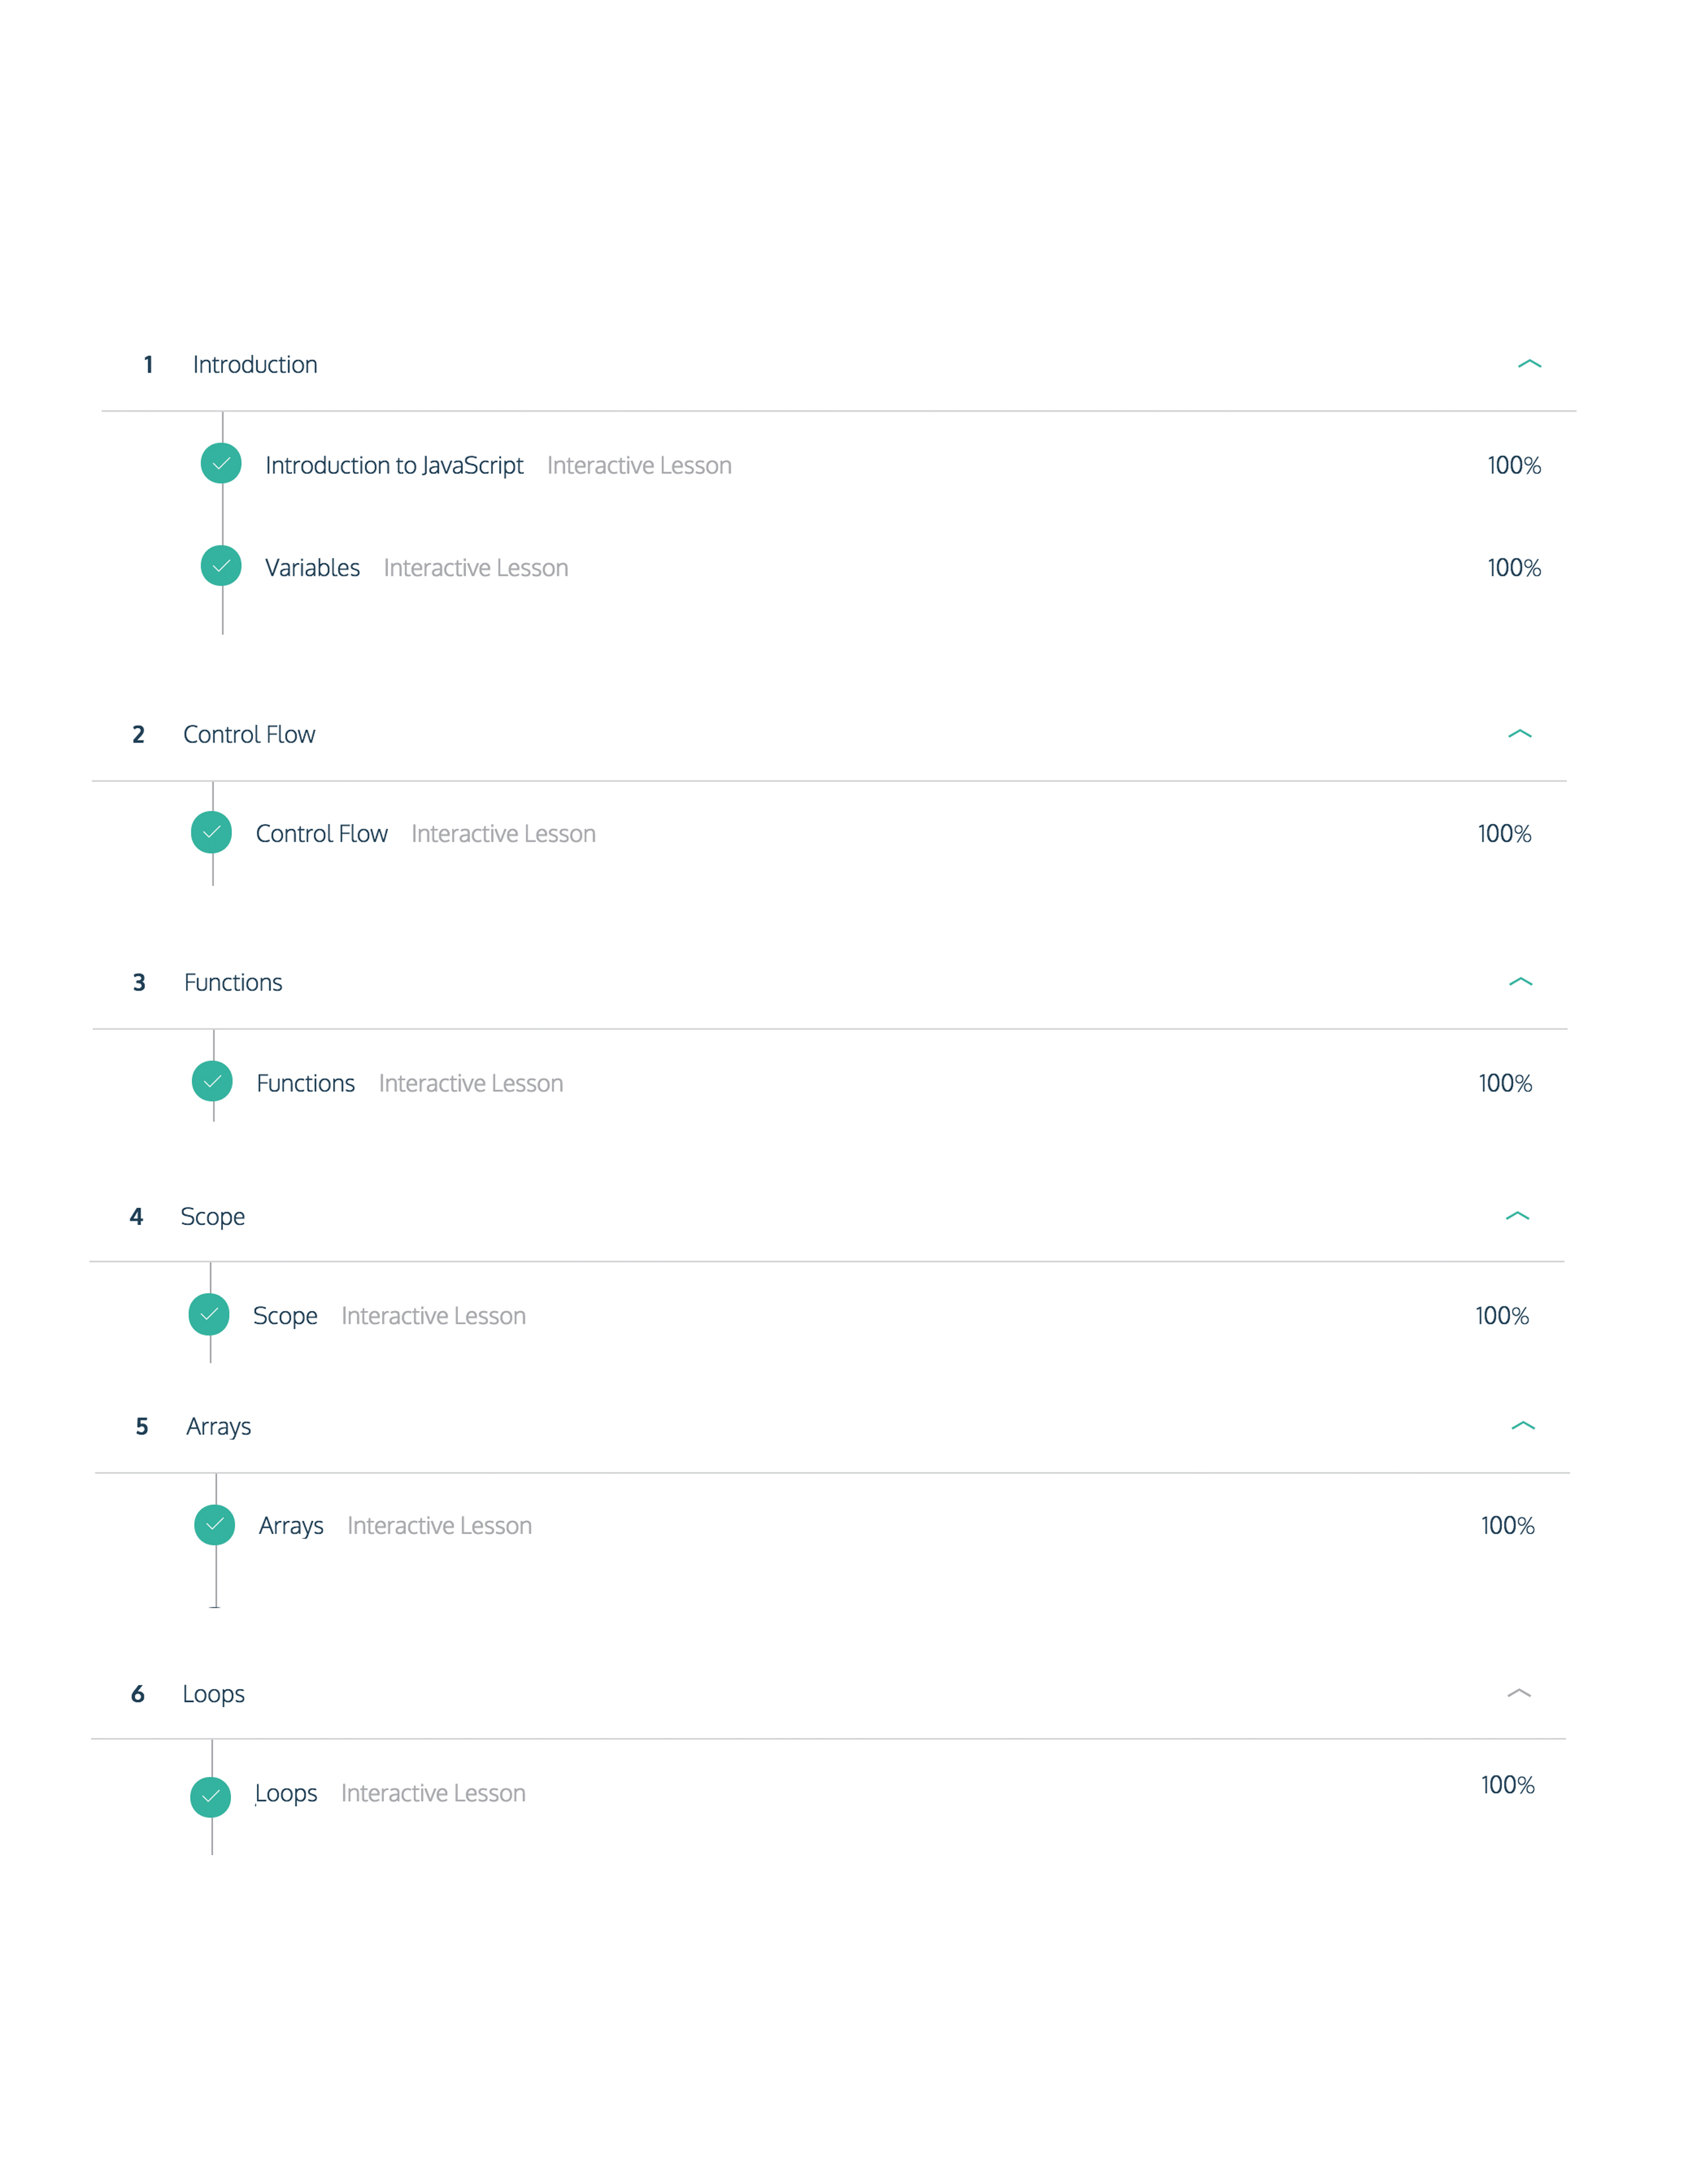 1 Introduction
Introduction to JavaScript Interactive Lesson 100%
Variables Interactive Lesson 100%
2 Control Flow
Control Flow Interactive Lesson 100%
3 Functions
Functions Interactive Lesson 100%
4 Scope
Scope Interactive Lesson 100%
5 Arrays
Arrays Interactive Lesson 100%
6 Loops
Loops Interactive Lesson 100%